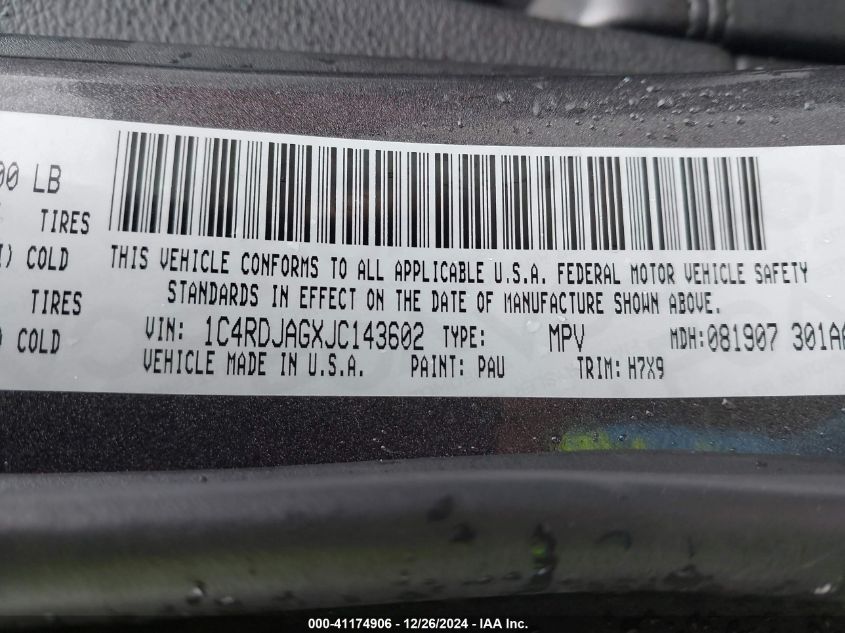 00 LB
TIRES
) COLD
TIRES
) COLD
THIS VEHICLE CONFORMS TO ALL APPLICABLE U.S.A. FEDERAL MOTOR VEHICLE SAFETY
STANDARDS IN EFFECT ON THE DATE OF MANUFACTURE SHOWN ABOVE.
VIN: 1C4RDJAGXJC143602 TYPE: MPV MDH:081907 301AA
VEHICLE MADE IN U.S.A. PAINT: PAU TRIM: H7X9
000-41174906 - 12/26/2024 - IAA Inc.